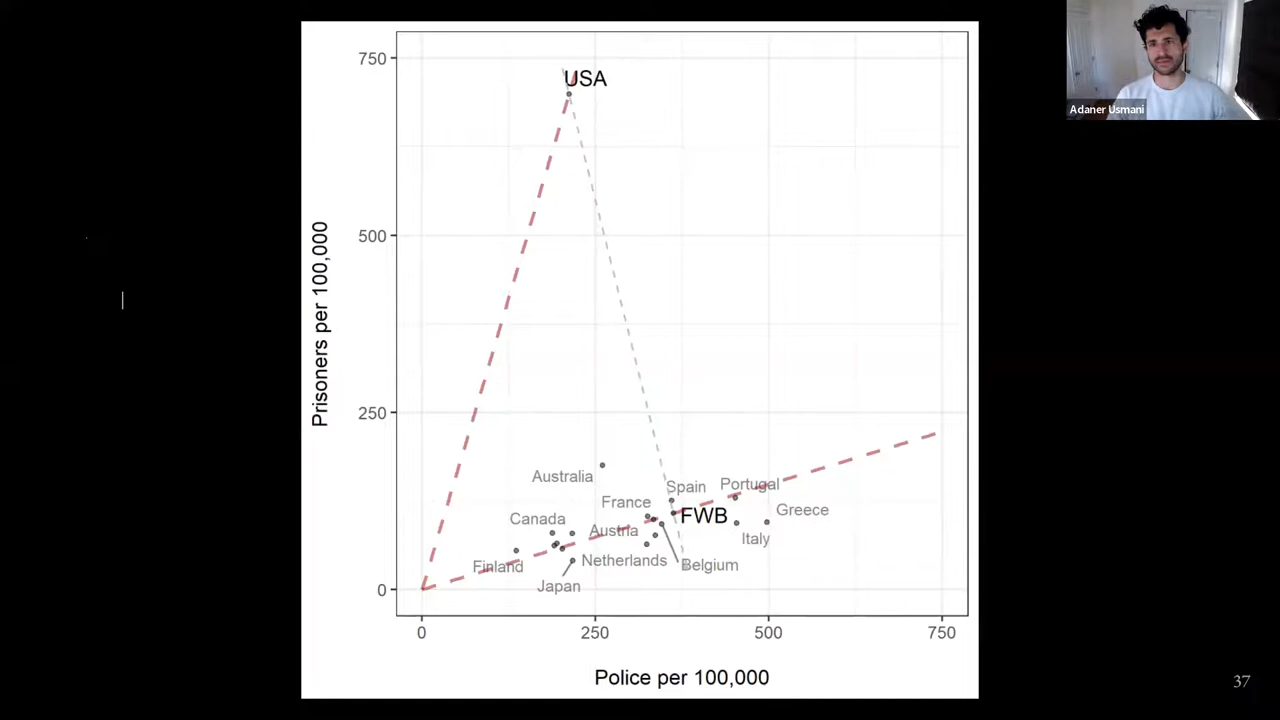 Adaner Usmani
750
USA
500
Prisoners per 100,000
250
Australia
Spain
Portugal
France
Greece
FWB
Canada
Austria
Italy
Finland
Netherlands
Belgium
Japan
0
0
250
500
750
Police per 100,000
37